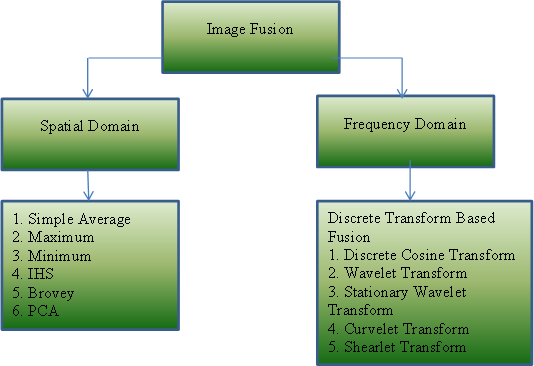 Image Fusion
Spatial Domain
Frequency Domain
1. Simple Average
2. Maximum
3. Minimum
4. IHS
5. Brovey
6. PCA
Discrete Transform Based
Fusion
1. Discrete Cosine Transform
2. Wavelet Transform
3. Stationary Wavelet
Transform
4. Curvelet Transform
5. Shearlet Transform